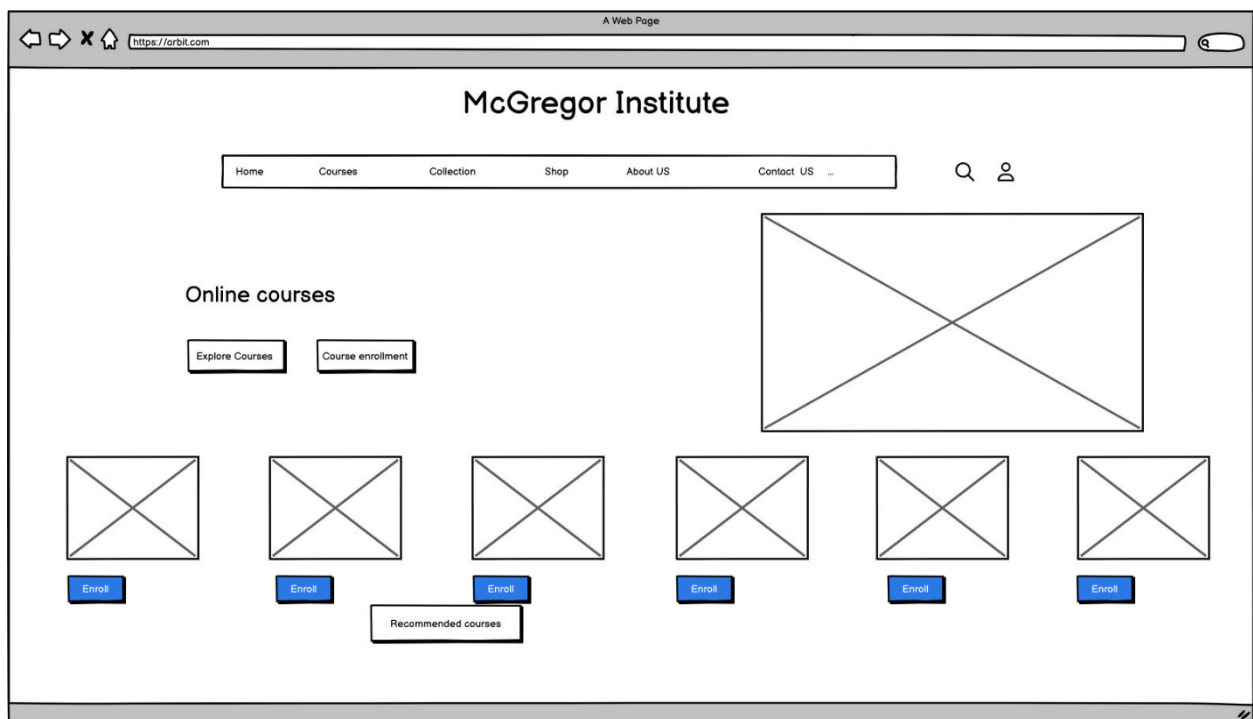 A Web Page
https://arbit.com
McGregor Institute
Home Courses Collection Shop About US Contact US ...
Online courses
Explore Courses Course enrollment
Enroll Enroll Enroll Enroll Enroll Enroll
Recommended courses